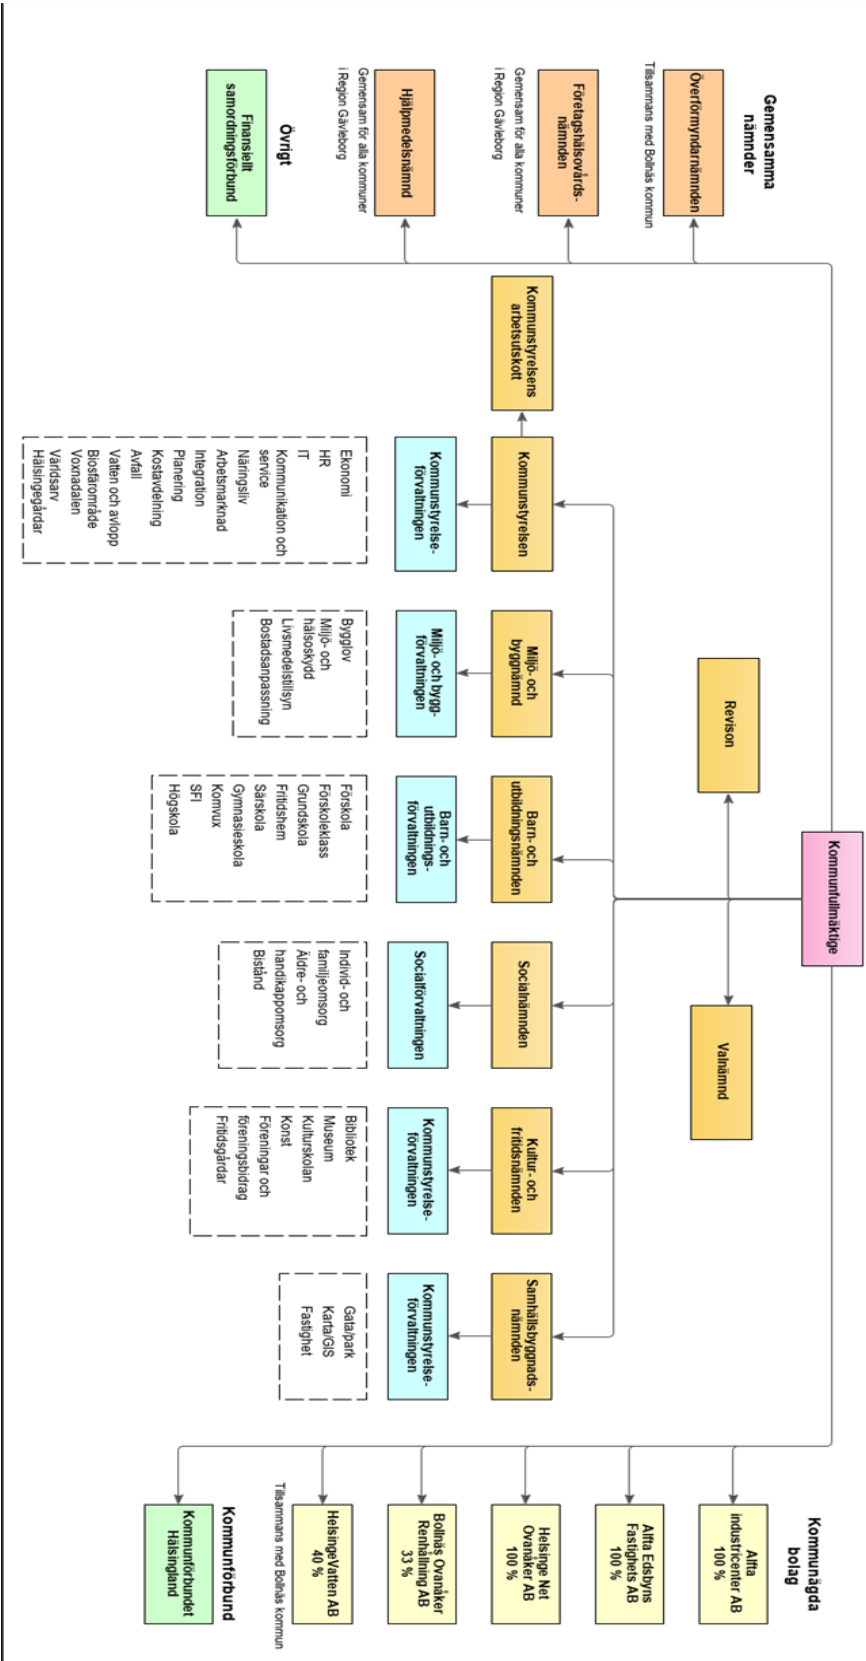 Kommunfullmäktige
Revison
Valnämnd
Gemensamma
nämnder
Överförmyndarnämnden
Tillsammans med Bollnäs kommun
Företagshälsovårds-
nämnden
Gemensam för alla kommuner
i Region Gävleborg
Hjälpmedelsnämnd
Gemensam för alla kommuner
i Region Gävleborg
Övrigt
Finansiellt
samordningsförbund
Kommunstyrelsens
arbetsutskott
Kommunstyrelsen
Kommunstyrelse-
förvaltningen
Ekonomi
HR
IT
Kommunikation och
service
Näringsliv
Arbetsmarknad
Integration
Planering
Kostavdelning
Avfall
Vatten och avlopp
Biosfärområde
Voxnadalen
Världsarv
Hälsingegårdar
Miljö- och
byggnämnd
Miljö- och bygg-
förvaltningen
Bygglov
Miljö- och
hälsoskydd
Livsmedelstillsyn
Bostadsanpassning
Barn- och
utbildningsnämnden
Barn- och
utbildnings-
förvaltningen
Förskola
Förskoleklass
Grundskola
Fritidshem
Särskola
Gymnasieskola
Komvux
SFI
Högskola
Socialnämnden
Socialförvaltningen
Individ- och
familjeomsorg
Äldre- och
handikappomsorg
Bistånd
Kultur- och
fritidsnämnden
Kommunstyrelse-
förvaltningen
Bibliotek
Museum
Kulturskolan
Konst
Föreningar och
föreningsbidrag
Fritidsgårdar
Samhällsbyggnads-
nämnden
Kommunstyrelse-
förvaltningen
Gata/park
Karta/GIS
Fastighet
Kommunägda
bolag
Alfta
industricenter AB
100 %
Alfta Edsbyns
Fastighets AB
100 %
Helsinge Net
Ovanåker AB
100 %
Bollnäs Ovanåker
Renhållning AB
33 %
HelsingeVatten AB
40 %
Tillsammans med Bollnäs kommun
Kommunförbund
Kommunförbundet
Hälsingland